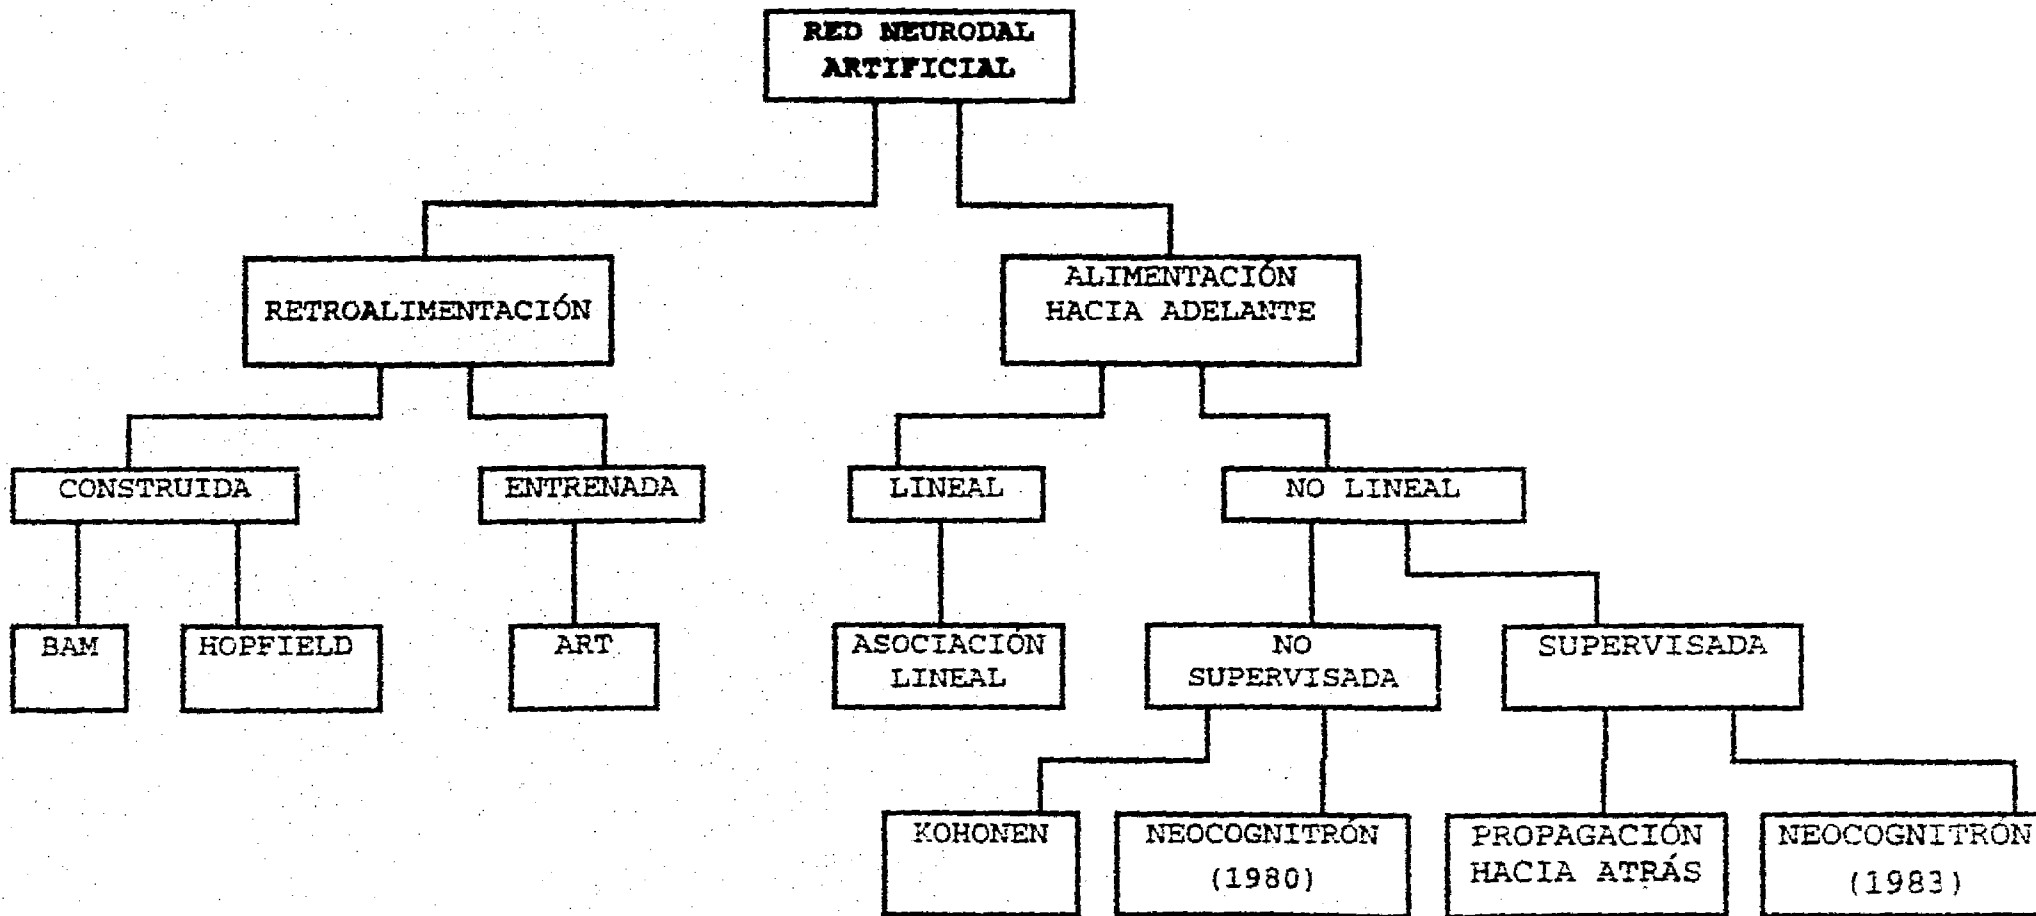 RED NEURODAL
ARTIFICIAL
RETROALIMENTACIÓN
ALIMENTACIÓN
HACIA ADELANTE
CONSTRUIDA
ENTRENADA
LINEAL
NO LINEAL
BAM
HOPFIELD
ART
ASOCIACIÓN
LINEAL
NO
SUPERVISADA
SUPERVISADA
KOHONEN
NEOCOGNITRÓN
(1980)
PROPAGACIÓN
HACIA ATRÁS
NEOCOGNITRÓN
(1983)